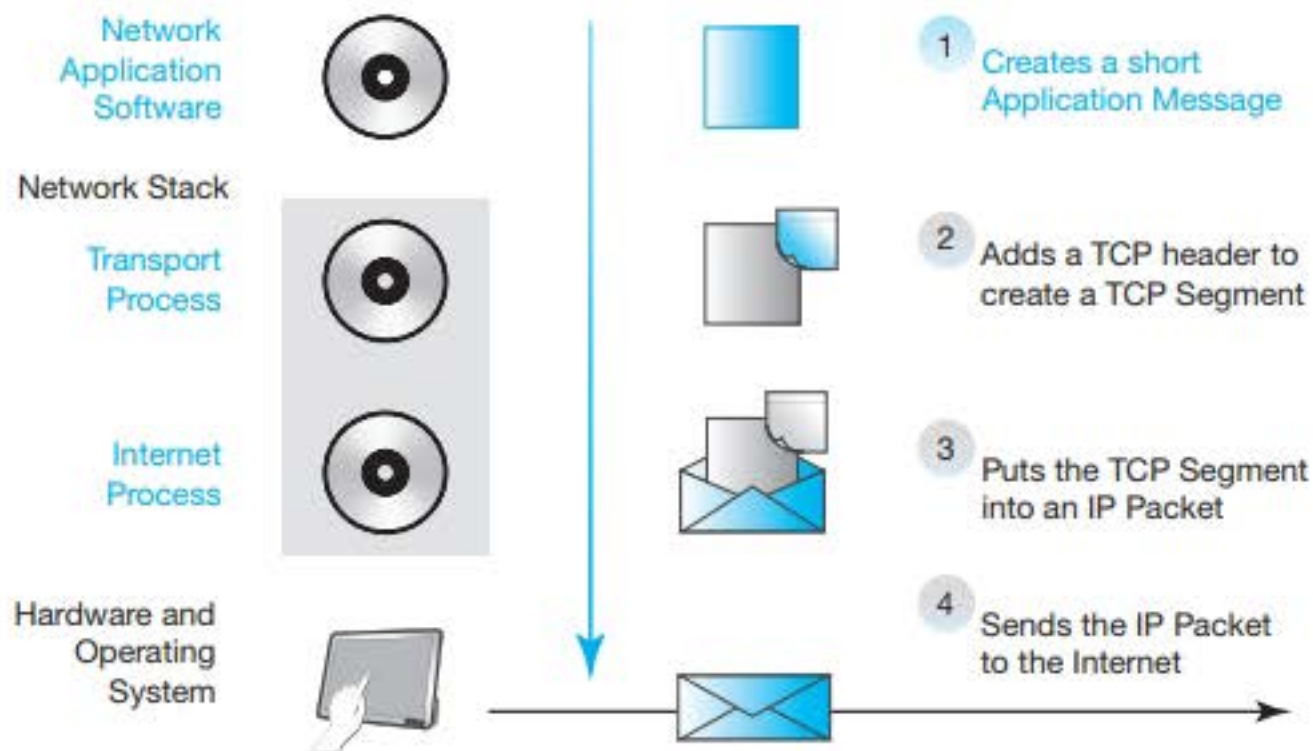 Network
Application
Software
1
Creates a short
Application Message
Network Stack
Transport
Process
2
Adds a TCP header to
create a TCP Segment
Internet
Process
3
Puts the TCP Segment
into an IP Packet
Hardware and
Operating
System
4
Sends the IP Packet
to the Internet